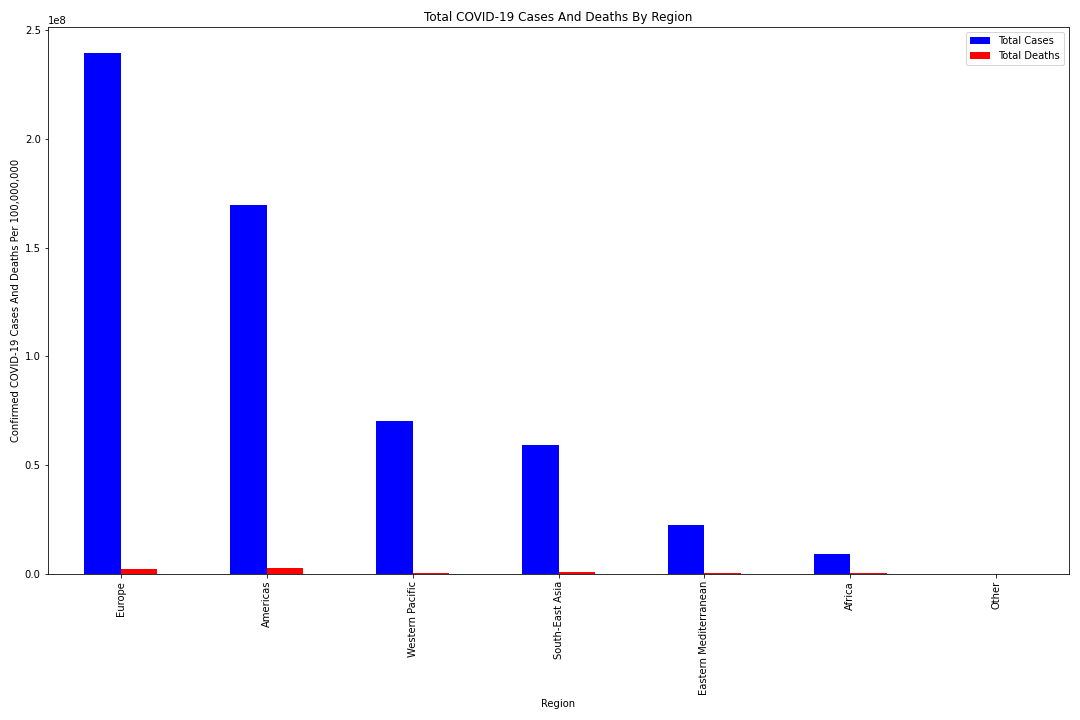 Total COVID-19 Cases And Deaths By Region
1e8
2.5
2.0
1.5
1.0
0.5
0.0
Confirmed COVID-19 Cases And Deaths Per 100,000,000
Total Cases
Total Deaths
Europe
Americas
Western Pacific
South-East Asia
Eastern Mediterranean
Africa
Other
Region